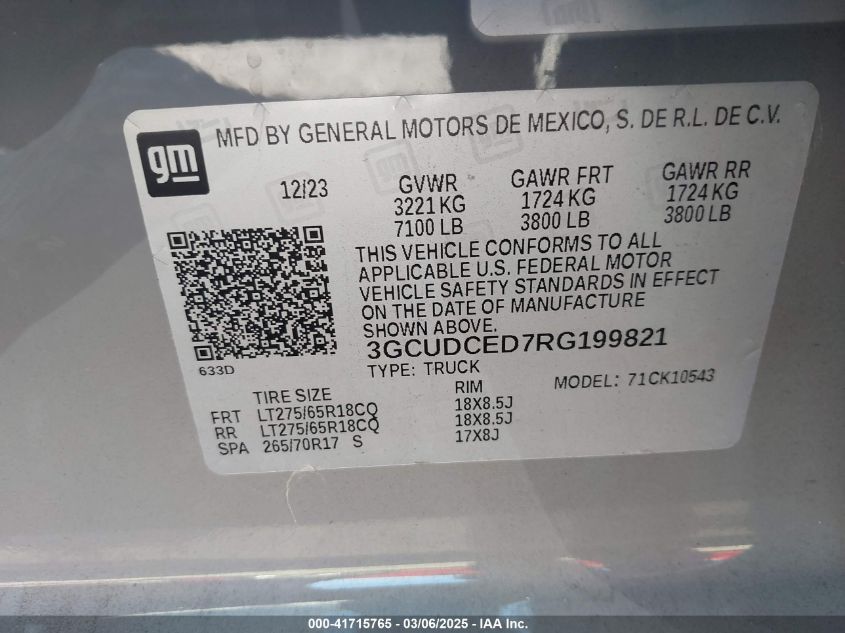 gm
MFD BY GENERAL MOTORS DE MEXICO, S. DE R.L. DE C.V.
12/23
GVWR
3221 KG
7100 LB
GAWR FRT
1724 KG
3800 LB
GAWR RR
1724 KG
3800 LB
THIS VEHICLE CONFORMS TO ALL
APPLICABLE U.S. FEDERAL MOTOR
VEHICLE SAFETY STANDARDS IN EFFECT
ON THE DATE OF MANUFACTURE
SHOWN ABOVE.
633D
3GCUDCED7RG199821
TYPE: TRUCK
MODEL: 71CK10543
TIRE SIZE RIM
FRT LT275/65R18CQ 18X8.5J
RR LT275/65R18CQ 18X8.5J
SPA 265/70R17 S 17X8J
000-41715765 - 03/06/2025 - IAA Inc.